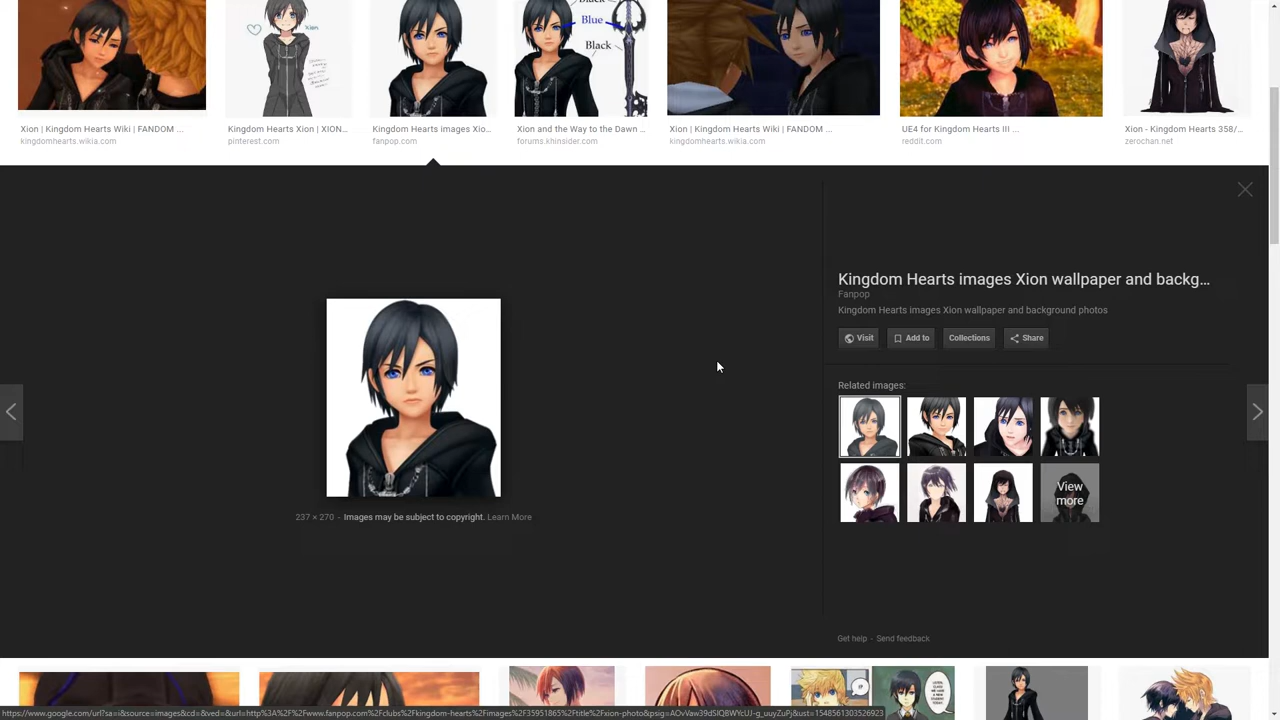 Black
Blue
Black
Xion
Xion | Kingdom Hearts Wiki | FANDOM ...
kingdomhearts.wikia.com
Kingdom Hearts Xion | XION...
pinterest.com
Kingdom Hearts images Xio...
fanpop.com
Xion and the Way to the Dawn ...
forums.khinsider.com
Xion | Kingdom Hearts Wiki | FANDOM ...
kingdomhearts.wikia.com
UE4 for Kingdom Hearts III ...
reddit.com
Xion - Kingdom Hearts 358/...
zerochan.net
Kingdom Hearts images Xion wallpaper and backg...
Fanpop
Kingdom Hearts images Xion wallpaper and background photos
Visit
Add to
Collections
Share
Related images:
View
more
237 × 270 - Images may be subject to copyright. Learn More
Get help - Send feedback